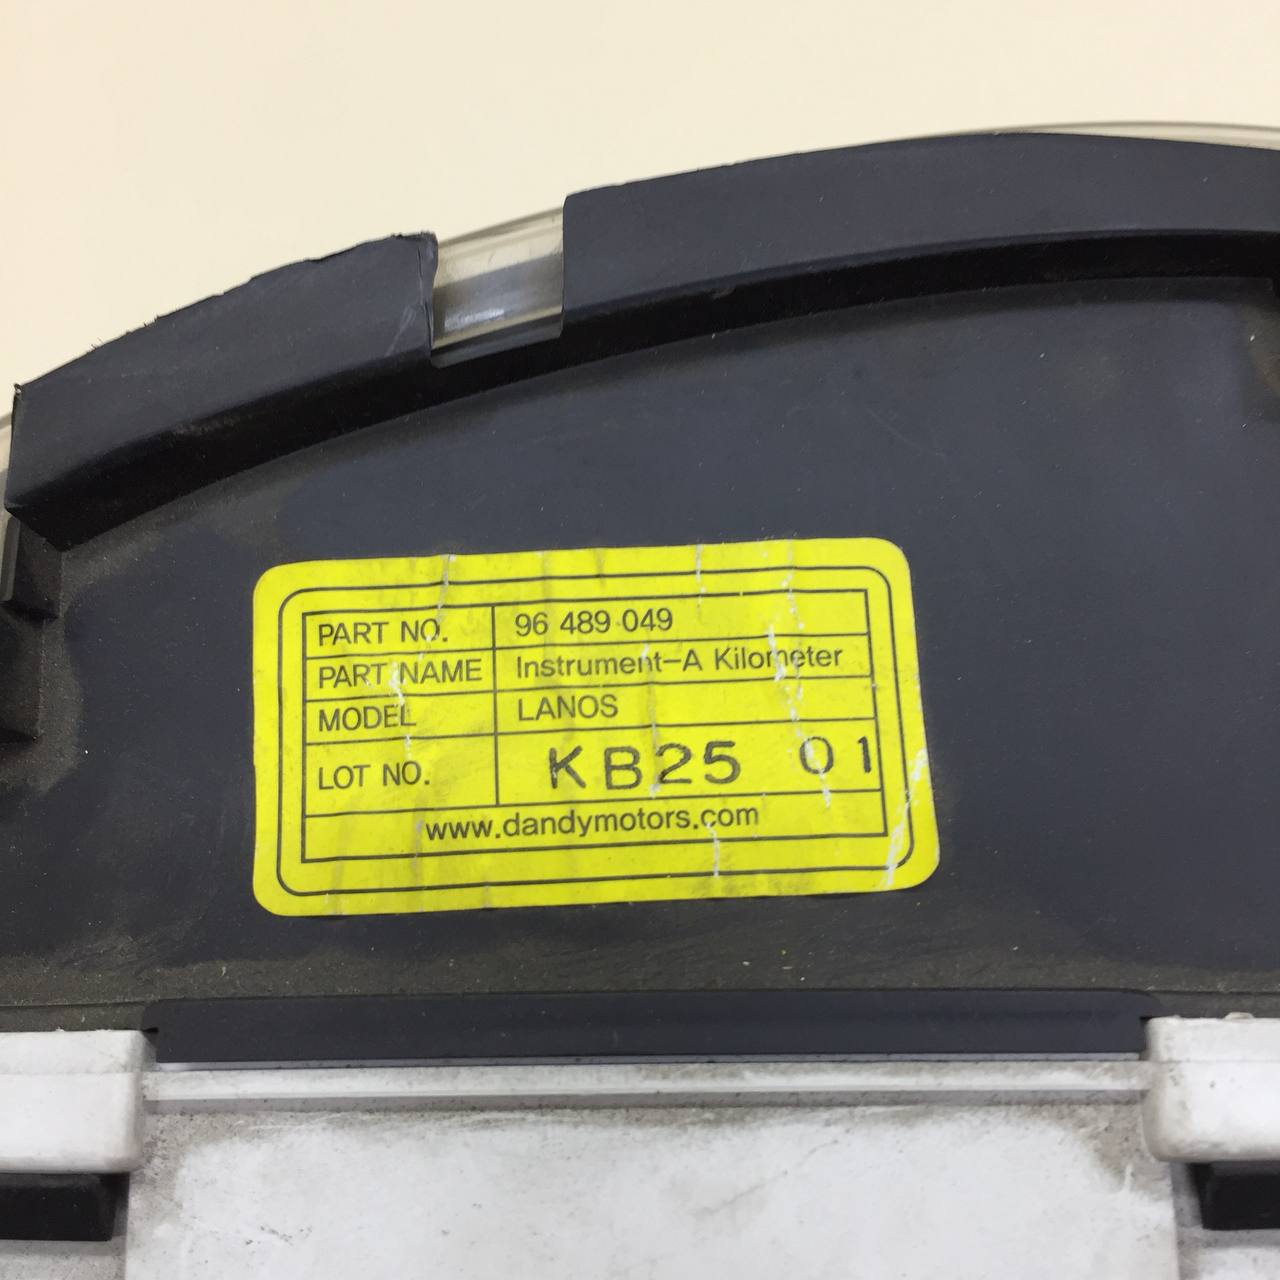 PART NO. 96 489 049
PART NAME Instrument-A Kilometer
MODEL LANOS
LOT NO. KB25 01
www.dandymotors.com